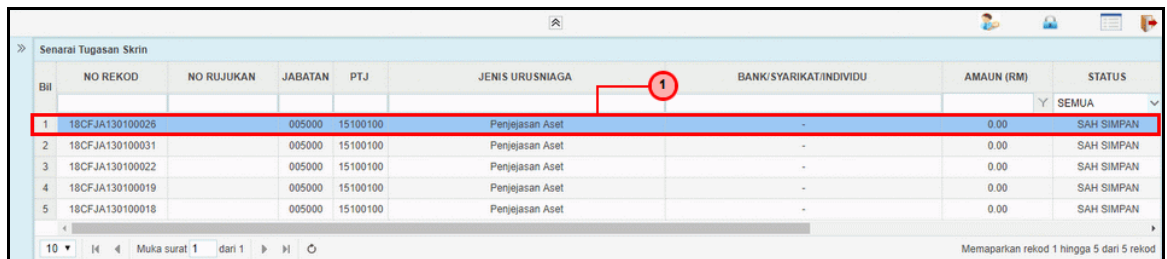 Senarai Tugasan Skrin
Bil NO REKOD NO RUJUKAN JABATAN PTJ JENIS URUSNIAGA BANK/SYARIKAT/INDIVIDU AMAUN (RM) STATUS
1
SEMUA
1 18CFJA130100026 005000 15100100 Penjejasan Aset - 0.00 SAH SIMPAN
2 18CFJA130100031 005000 15100100 Penjejasan Aset - 0.00 SAH SIMPAN
3 18CFJA130100022 005000 15100100 Penjejasan Aset - 0.00 SAH SIMPAN
4 18CFJA130100019 005000 15100100 Penjejasan Aset - 0.00 SAH SIMPAN
5 18CFJA130100018 005000 15100100 Penjejasan Aset - 0.00 SAH SIMPAN
10 Muka surat 1 dari 1 Memaparkan rekod 1 hingga 5 dari 5 rekod